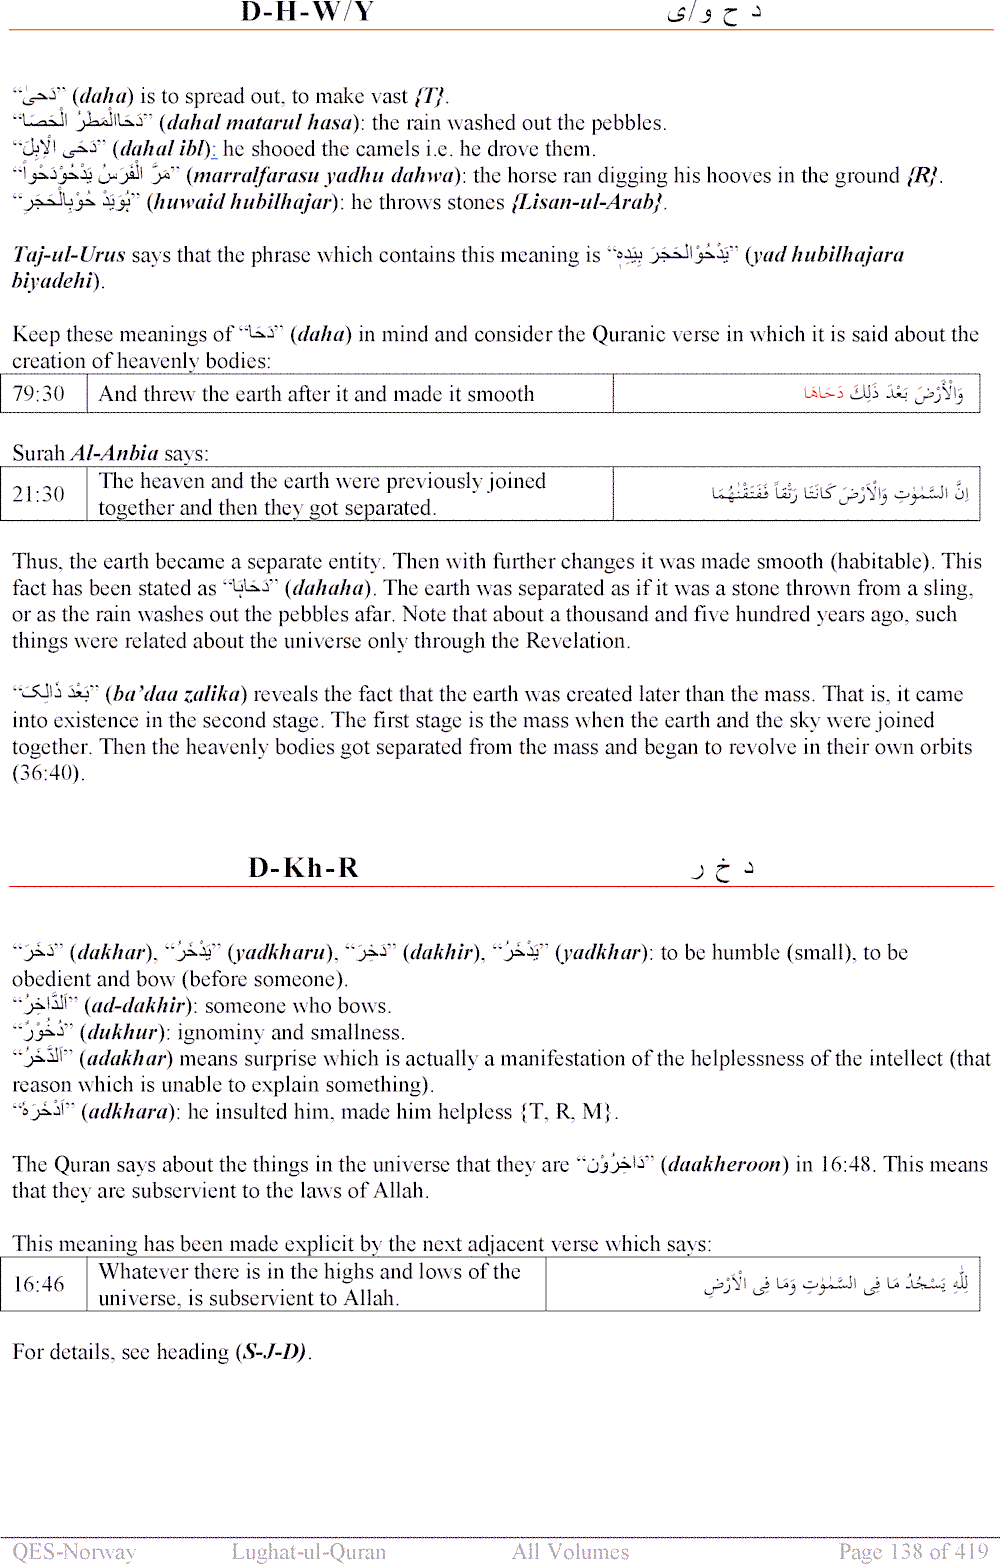 D-H-W/Y د ح و/ی
“دَحیٰ” (daha) is to spread out, to make vast {T}.
“دَحَاالْمَطَرُ الْحَصَا” (dahal matarul hasa): the rain washed out the pebbles.
“دَحَی الْاِبِلَ” (dahal ibl): he shooed the camels i.e. he drove them.
“مَرَّ الْفَرَسُ يَدْحُوْدَحْواً” (marralfarasu yadhu dahwa): the horse ran digging his hooves in the ground {R}.
“ہُوَيَدْ حُوْبِالْحَجَرِ” (huwaid hubilhajar): he throws stones {Lisan-ul-Arab}.
Taj-ul-Urus says that the phrase which contains this meaning is “يَدْحُوْالحَجَرَ بِيَدِهٖ” (yad hubilhajara
biyadehi).
Keep these meanings of “دَحَا” (daha) in mind and consider the Quranic verse in which it is said about the
creation of heavenly bodies:
79:30 And threw the earth after it and made it smooth وَالْأَرْضَ بَعْدَ ذَلِكَ دَحَاهَا
Surah Al-Anbia says:
21:30 The heaven and the earth were previously joined
together and then they got separated. اِنَّ السَّمٰوٰتِ وَالْاَرْضَ كَانَتَا رَتْقاً فَفَتَقْنٰهُمَا
Thus, the earth became a separate entity. Then with further changes it was made smooth (habitable). This
fact has been stated as “دَحَاہَا” (dahaha). The earth was separated as if it was a stone thrown from a sling,
or as the rain washes out the pebbles afar. Note that about a thousand and five hundred years ago, such
things were related about the universe only through the Revelation.
“بَعْدَ ذَالِکَ” (ba’daa zalika) reveals the fact that the earth was created later than the mass. That is, it came
into existence in the second stage. The first stage is the mass when the earth and the sky were joined
together. Then the heavenly bodies got separated from the mass and began to revolve in their own orbits
(36:40).
D-Kh-R د خ ر
“دَخَرَ” (dakhar), “يَدْخَرُ” (yadkharu), “دَخِرَ” (dakhir), “يَدْخَرُ” (yadkhar): to be humble (small), to be
obedient and bow (before someone).
“اَلدَّاخِرُ” (ad-dakhir): someone who bows.
“دُخُوْرٌ” (dukhur): ignominy and smallness.
“اَلدَّخَرُ” (adakhar) means surprise which is actually a manifestation of the helplessness of the intellect (that
reason which is unable to explain something).
“اَدْخَرَهٗ” (adkhara): he insulted him, made him helpless {T, R, M}.
The Quran says about the things in the universe that they are “دَاخِرُوْن” (daakheroon) in 16:48. This means
that they are subservient to the laws of Allah.
This meaning has been made explicit by the next adjacent verse which says:
16:46 Whatever there is in the highs and lows of the
universe, is subservient to Allah. لِلّٰهِ يَسْجُدُ مَا فِى السَّمٰوٰتِ وَمَا فِى الْاَرْضِ
For details, see heading (S-J-D).
QES-Norway Lughat-ul-Quran All Volumes Page 138 of 419